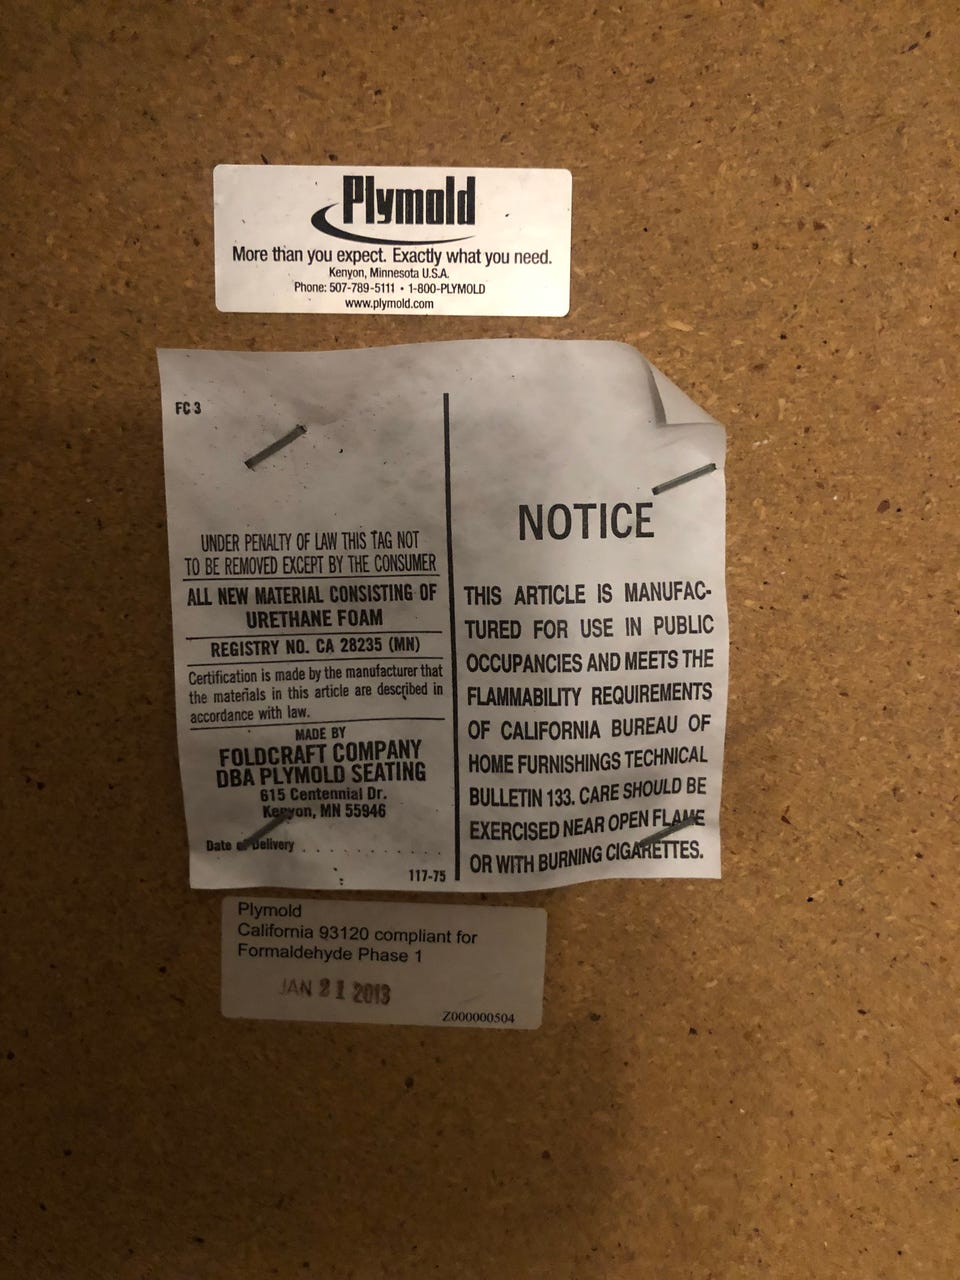 Plymold
More than you expect. Exactly what you need.
Kenyon, Minnesota U.S.A.
Phone: 507-789-5111 • 1-800-PLYMOLD
www.plymold.com
FC 3
UNDER PENALTY OF LAW THIS TAG NOT
TO BE REMOVED EXCEPT BY THE CONSUMER
ALL NEW MATERIAL CONSISTING OF
URETHANE FOAM
REGISTRY NO. CA 28235 (MN)
Certification is made by the manufacturer that
the materials in this article are described in
accordance with law.
MADE BY
FOLDCRAFT COMPANY
DBA PLYMOLD SEATING
615 Centennial Dr.
Kenyon, MN 55946
Date of Delivery . . . . . . . . . . . .
117-75
NOTICE
THIS ARTICLE IS MANUFAC-
TURED FOR USE IN PUBLIC
OCCUPANCIES AND MEETS THE
FLAMMABILITY REQUIREMENTS
OF CALIFORNIA BUREAU OF
HOME FURNISHINGS TECHNICAL
BULLETIN 133. CARE SHOULD BE
EXERCISED NEAR OPEN FLAME
OR WITH BURNING CIGARETTES.
Plymold
California 93120 compliant for
Formaldehyde Phase 1
JAN 21 2013
Z000000504